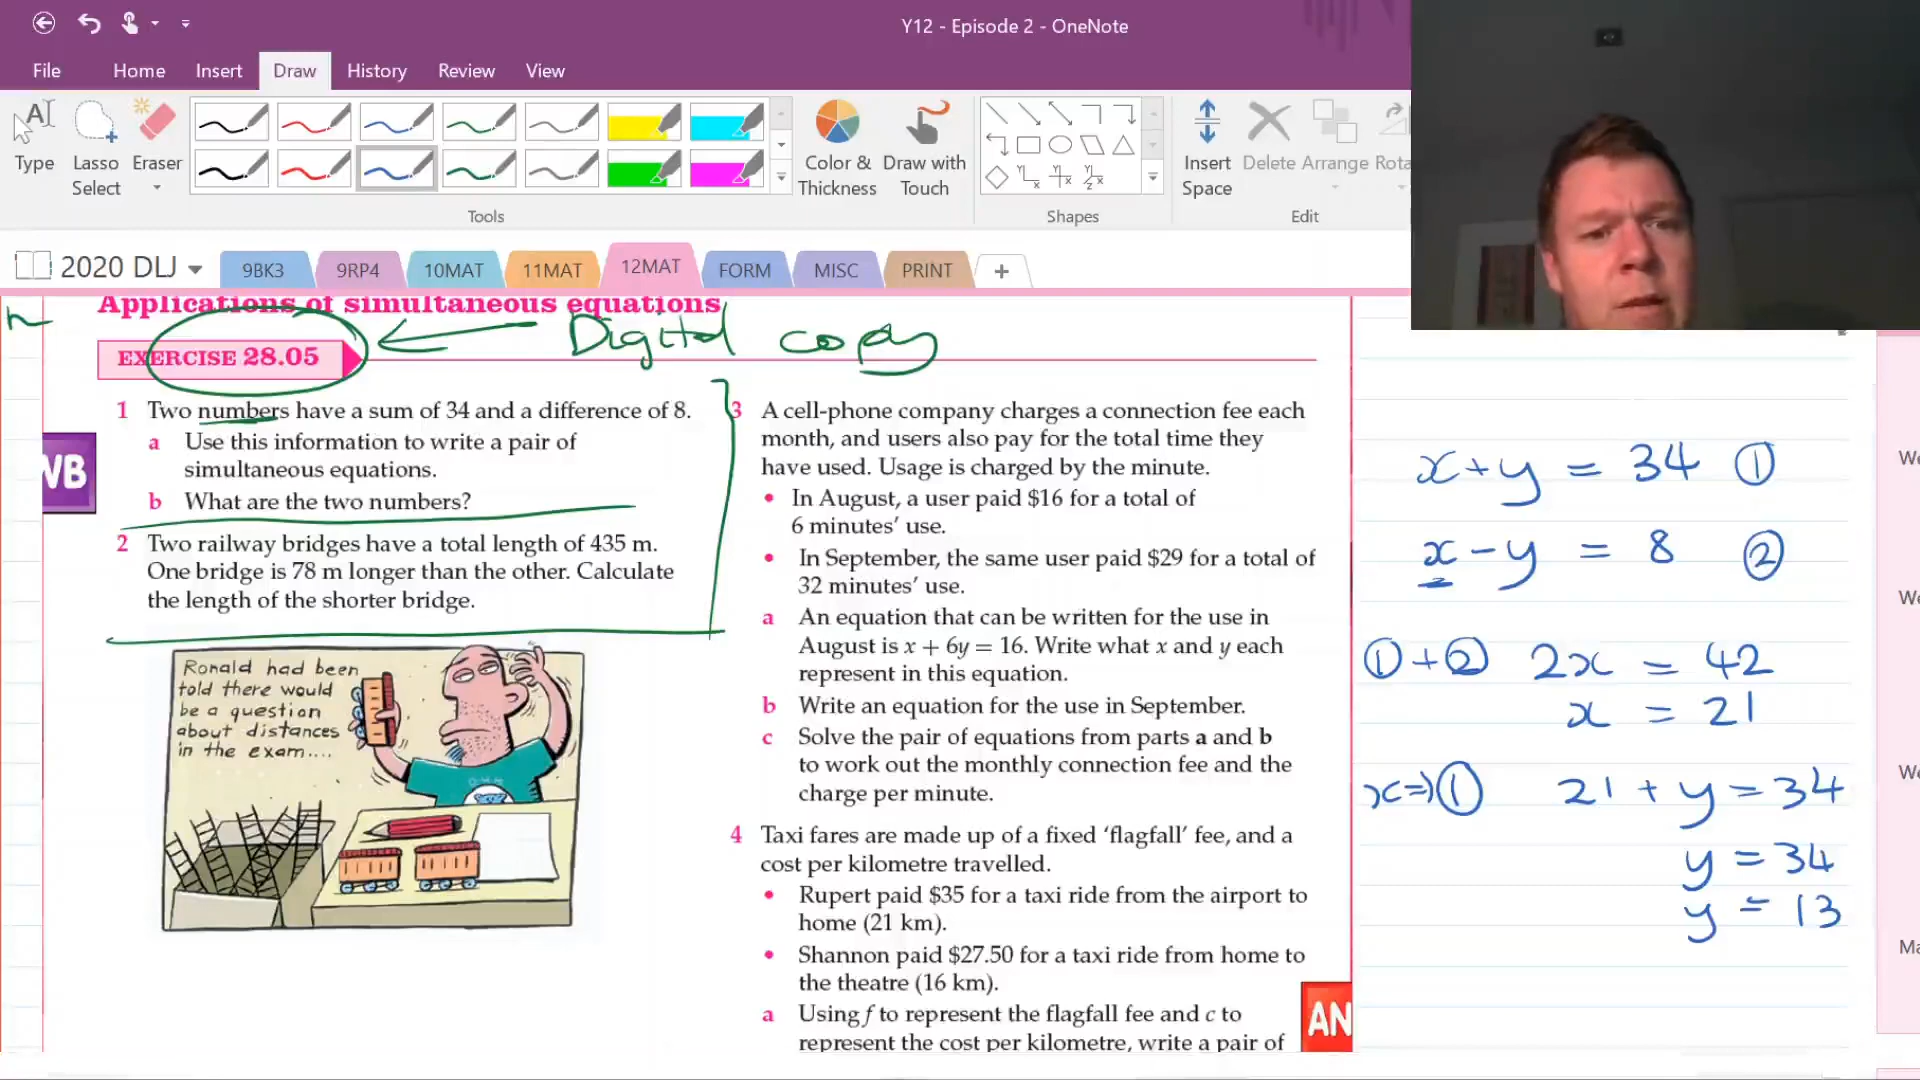 Y12 - Episode 2 - OneNote
File Home Insert Draw History Review View
Type Lasso Select Eraser Color & Thickness Draw with Touch Insert Space Delete Arrange
Tools Shapes Edit
2020 DLJ 9BK3 9RP4 10MAT 11MAT 12MAT FORM MISC PRINT +
Applications of simultaneous equations
EXERCISE 28.05
Digital copy
1 Two numbers have a sum of 34 and a difference of 8.
a Use this information to write a pair of
simultaneous equations.
b What are the two numbers?
2 Two railway bridges have a total length of 435 m.
One bridge is 78 m longer than the other. Calculate
the length of the shorter bridge.
Ronald had been
told there would
be a question
about distances
in the exam....
3 A cell-phone company charges a connection fee each
month, and users also pay for the total time they
have used. Usage is charged by the minute.
• In August, a user paid $16 for a total of
6 minutes' use.
• In September, the same user paid $29 for a total of
32 minutes' use.
a An equation that can be written for the use in
August is x + 6y = 16. Write what x and y each
represent in this equation.
b Write an equation for the use in September.
c Solve the pair of equations from parts a and b
to work out the monthly connection fee and the
charge per minute.
4 Taxi fares are made up of a fixed 'flagfall' fee, and a
cost per kilometre travelled.
• Rupert paid $35 for a taxi ride from the airport to
home (21 km).
• Shannon paid $27.50 for a taxi ride from home to
the theatre (16 km).
a Using f to represent the flagfall fee and c to
represent the cost per kilometre, write a pair of
AN
x + y = 34 ①
x - y = 8 ②
① + ② 2x = 42
x = 21
x ⇒ ① 21 + y = 34
y = 34
y = 13